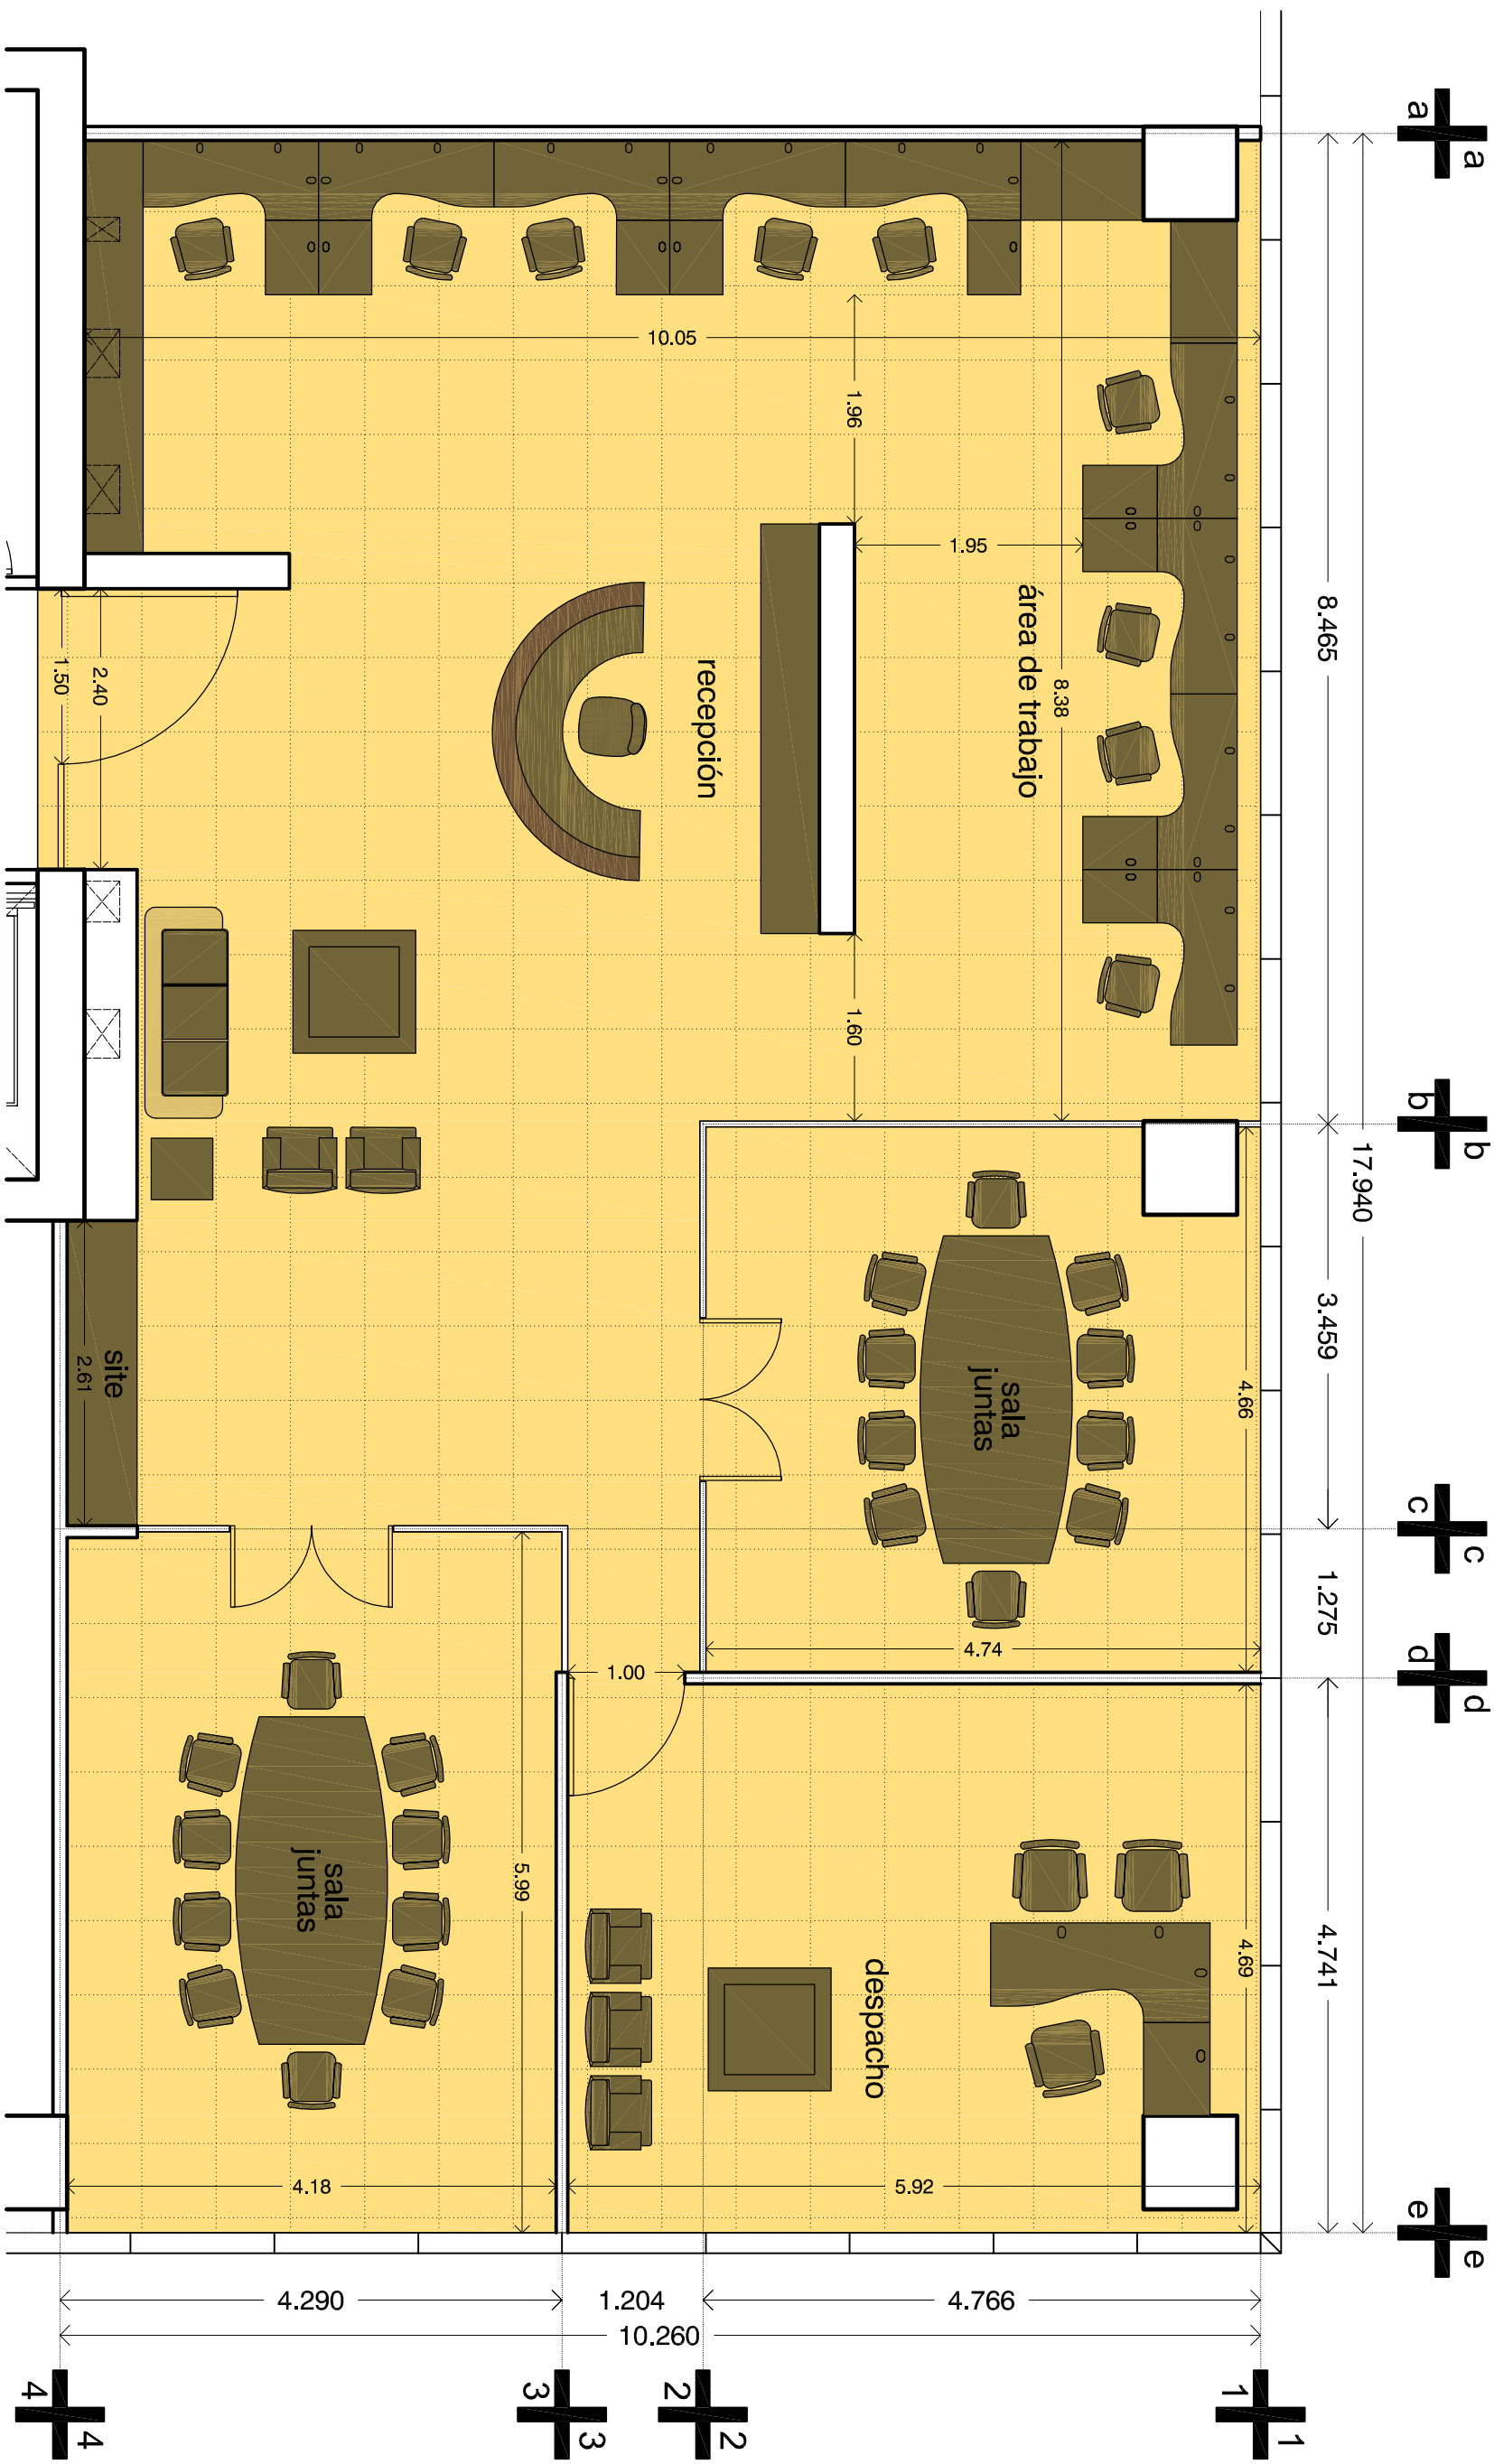 a a
b b
c c
d d
e e
17.940
8.465
3.459
1.275
4.741
10.05
1.96
1.95
área de trabajo
8.38
recepción
1.60
1.50
2.40
site
2.61
sala
juntas
4.66
4.74
1.00
sala
juntas
5.99
4.18
despacho
4.69
5.92
4.290
1.204
4.766
10.260
4 4
3 3
2 2
1 1